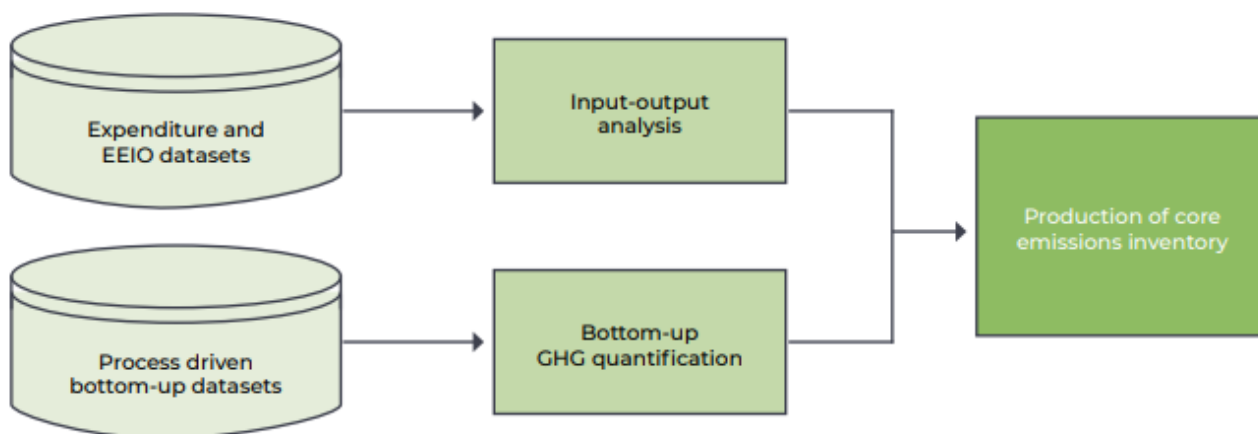 Expenditure and
EEIO datasets
Input-output
analysis
Production of core
emissions inventory
Process driven
bottom-up datasets
Bottom-up
GHG quantification